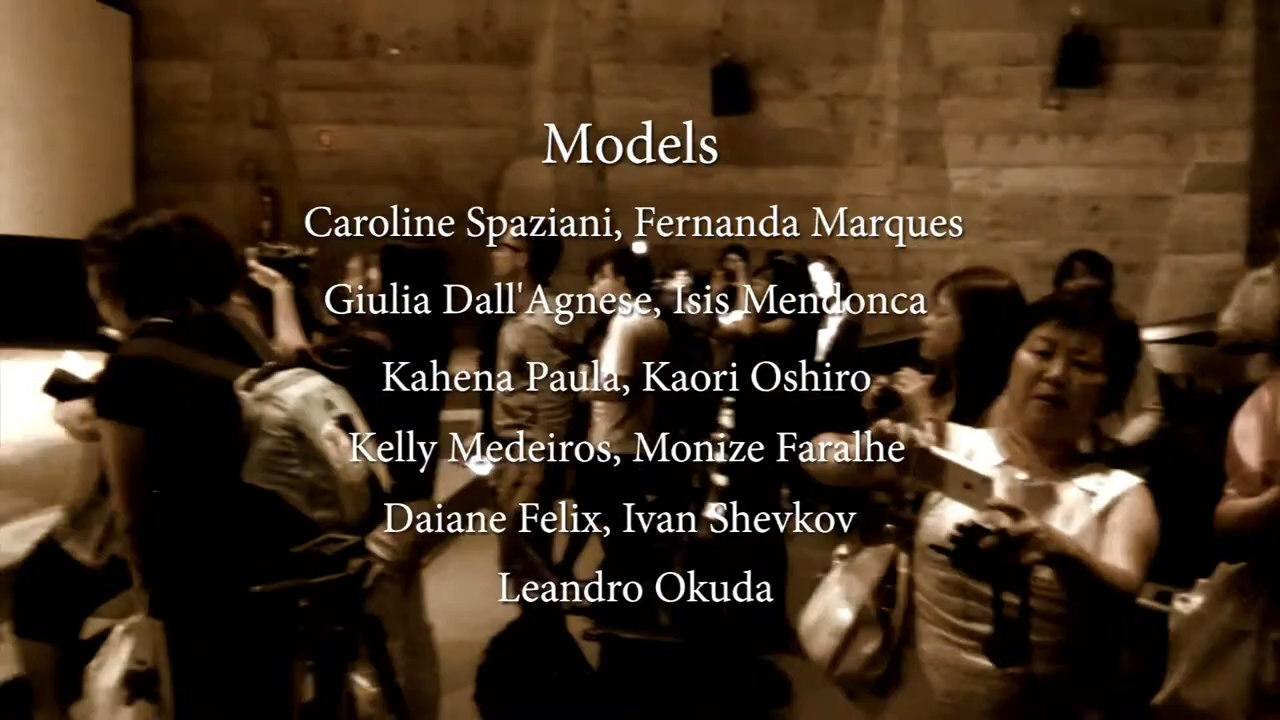 Models
Caroline Spaziani, Fernanda Marques
Giulia Dall'Agnese, Isis Mendonca
Kahena Paula, Kaori Oshiro
Kelly Medeiros, Monize Faralhe
Daiane Felix, Ivan Shevkov
Leandro Okuda